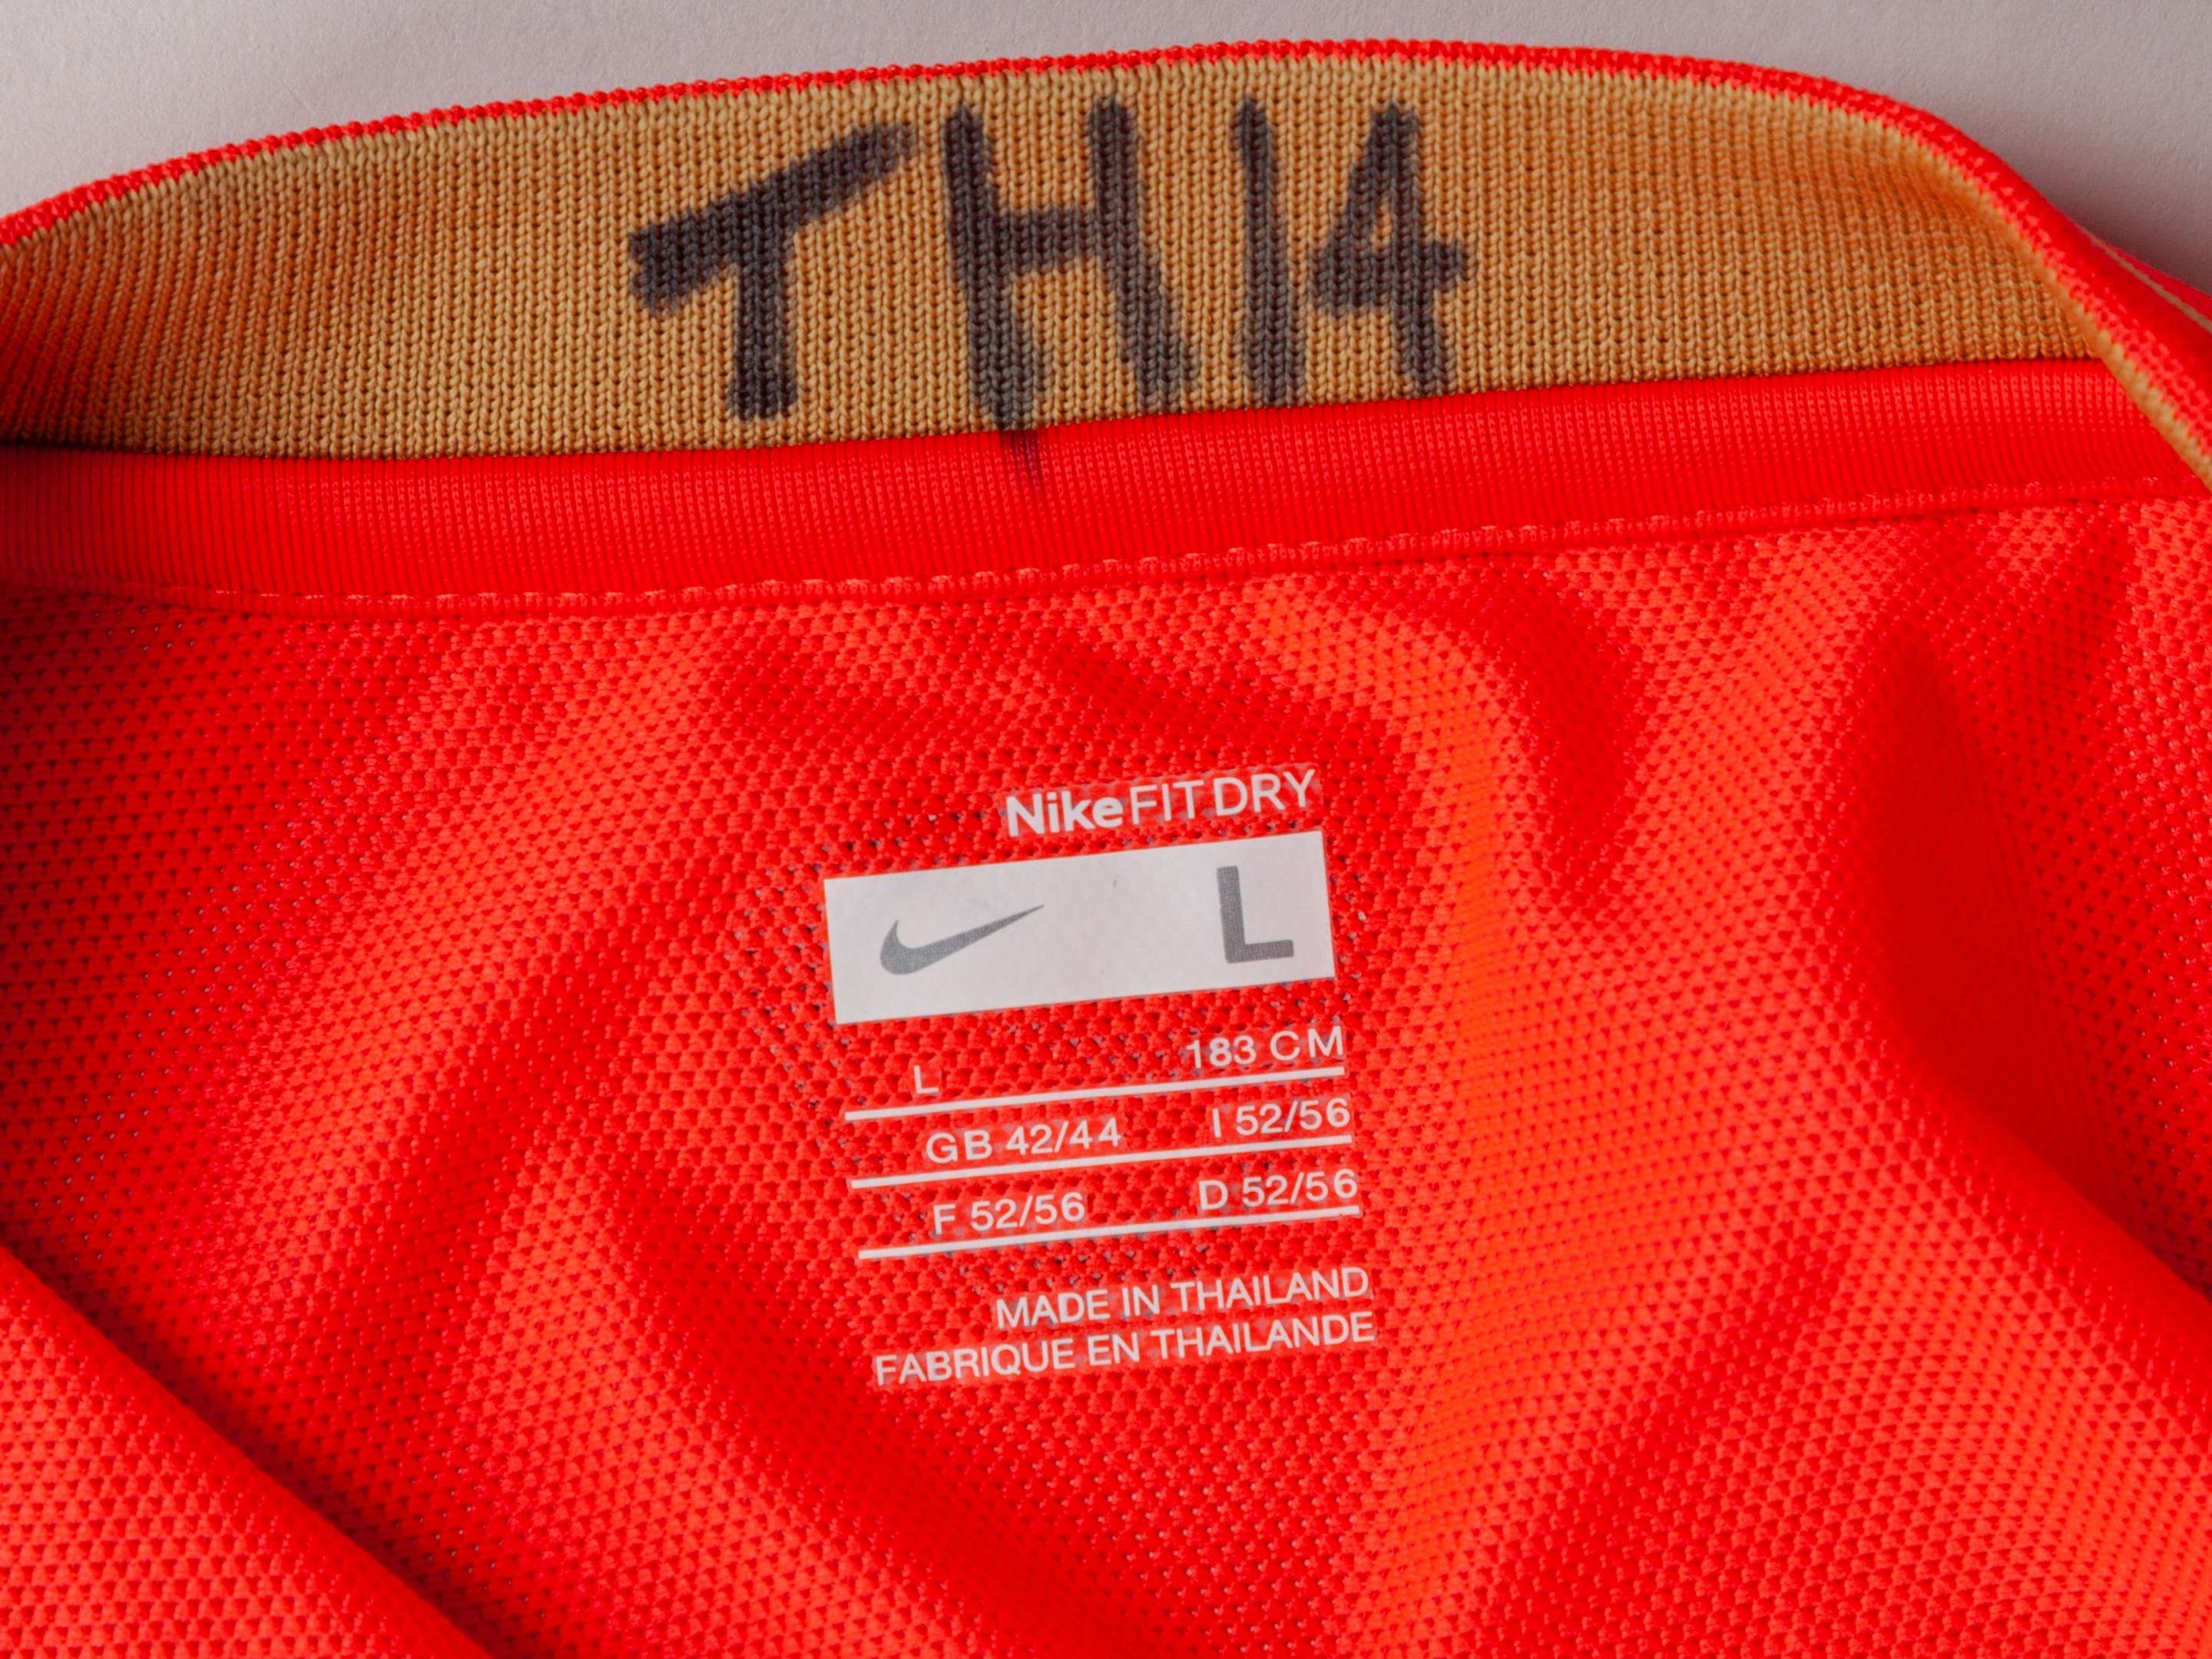 TH14
NikeFIT DRY
L
L 183 CM
GB 42/44 I 52/56
F 52/56 D 52/56
MADE IN THAILAND
FABRIQUE EN THAILANDE